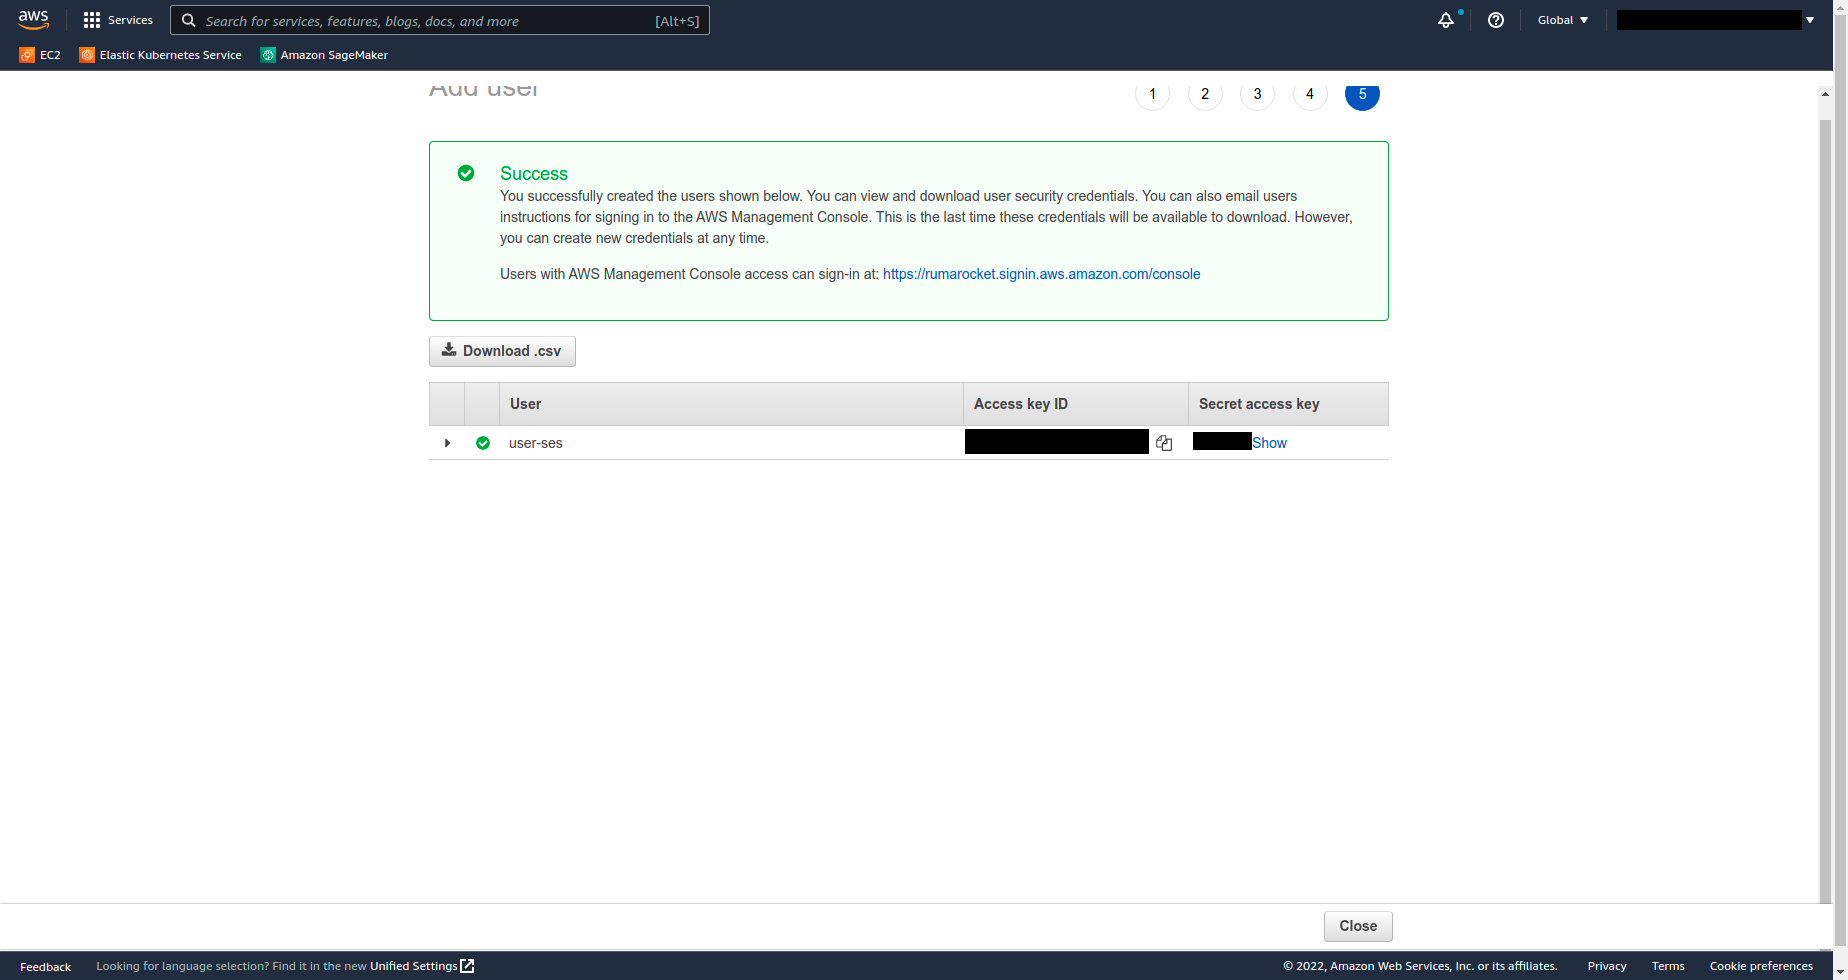 aws
Services
Search for services, features, blogs, docs, and more
[Alt+S]
Global
EC2
Elastic Kubernetes Service
Amazon SageMaker
Add user
1
2
3
4
5
Success
You successfully created the users shown below. You can view and download user security credentials. You can also email users
instructions for signing in to the AWS Management Console. This is the last time these credentials will be available to download. However,
you can create new credentials at any time.
Users with AWS Management Console access can sign-in at: https://rumarocket.signin.aws.amazon.com/console
Download .csv
User
Access key ID
Secret access key
user-ses
Show
Close
Feedback
Looking for language selection? Find it in the new Unified Settings
© 2022, Amazon Web Services, Inc. or its affiliates.
Privacy
Terms
Cookie preferences